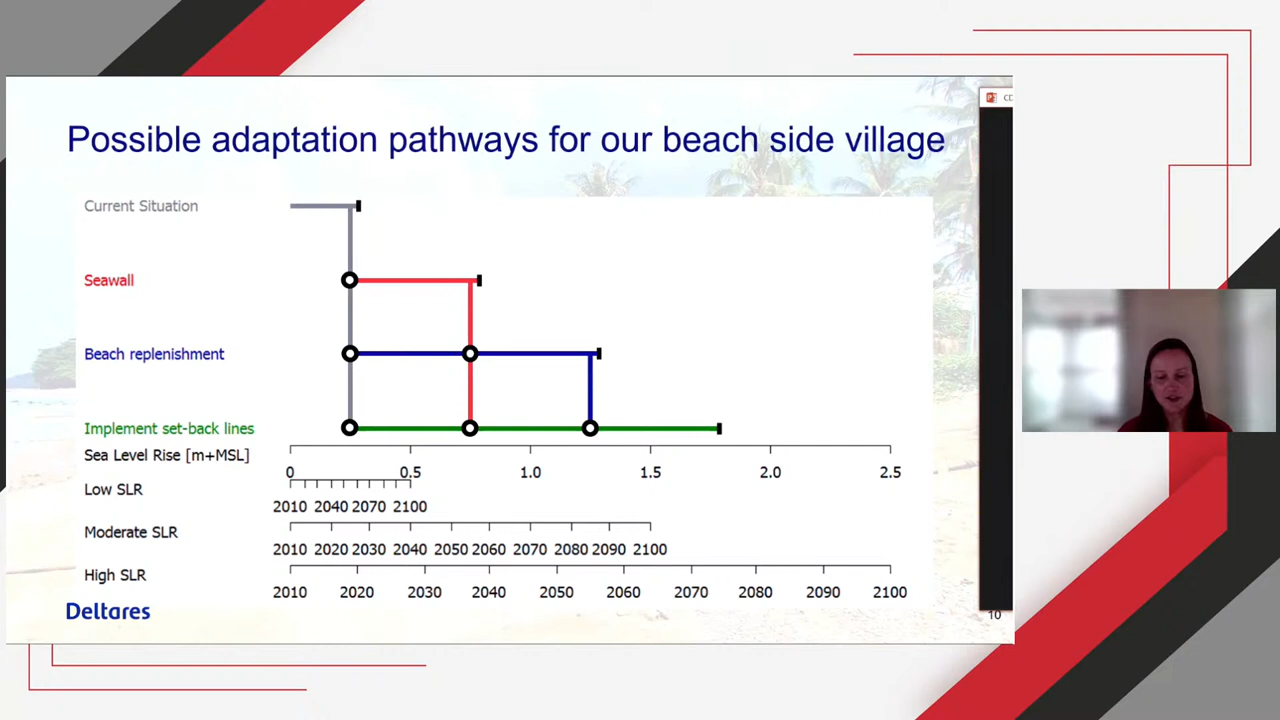 CD
Possible adaptation pathways for our beach side village
Current Situation
Seawall
Beach replenishment
Implement set-back lines
Sea Level Rise [m+MSL]
0 0.5 1.0 1.5 2.0 2.5
Low SLR
2010 2040 2070 2100
Moderate SLR
2010 2020 2030 2040 2050 2060 2070 2080 2090 2100
High SLR
2010 2020 2030 2040 2050 2060 2070 2080 2090 2100
Deltares
10